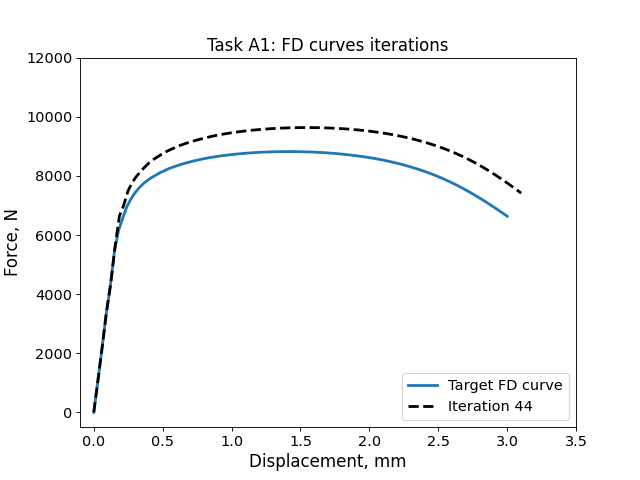 Task A1: FD curves iterations
12000
10000
8000
6000
4000
2000
0
Force, N
0.0 0.5 1.0 1.5 2.0 2.5 3.0 3.5
Displacement, mm
Target FD curve
Iteration 44